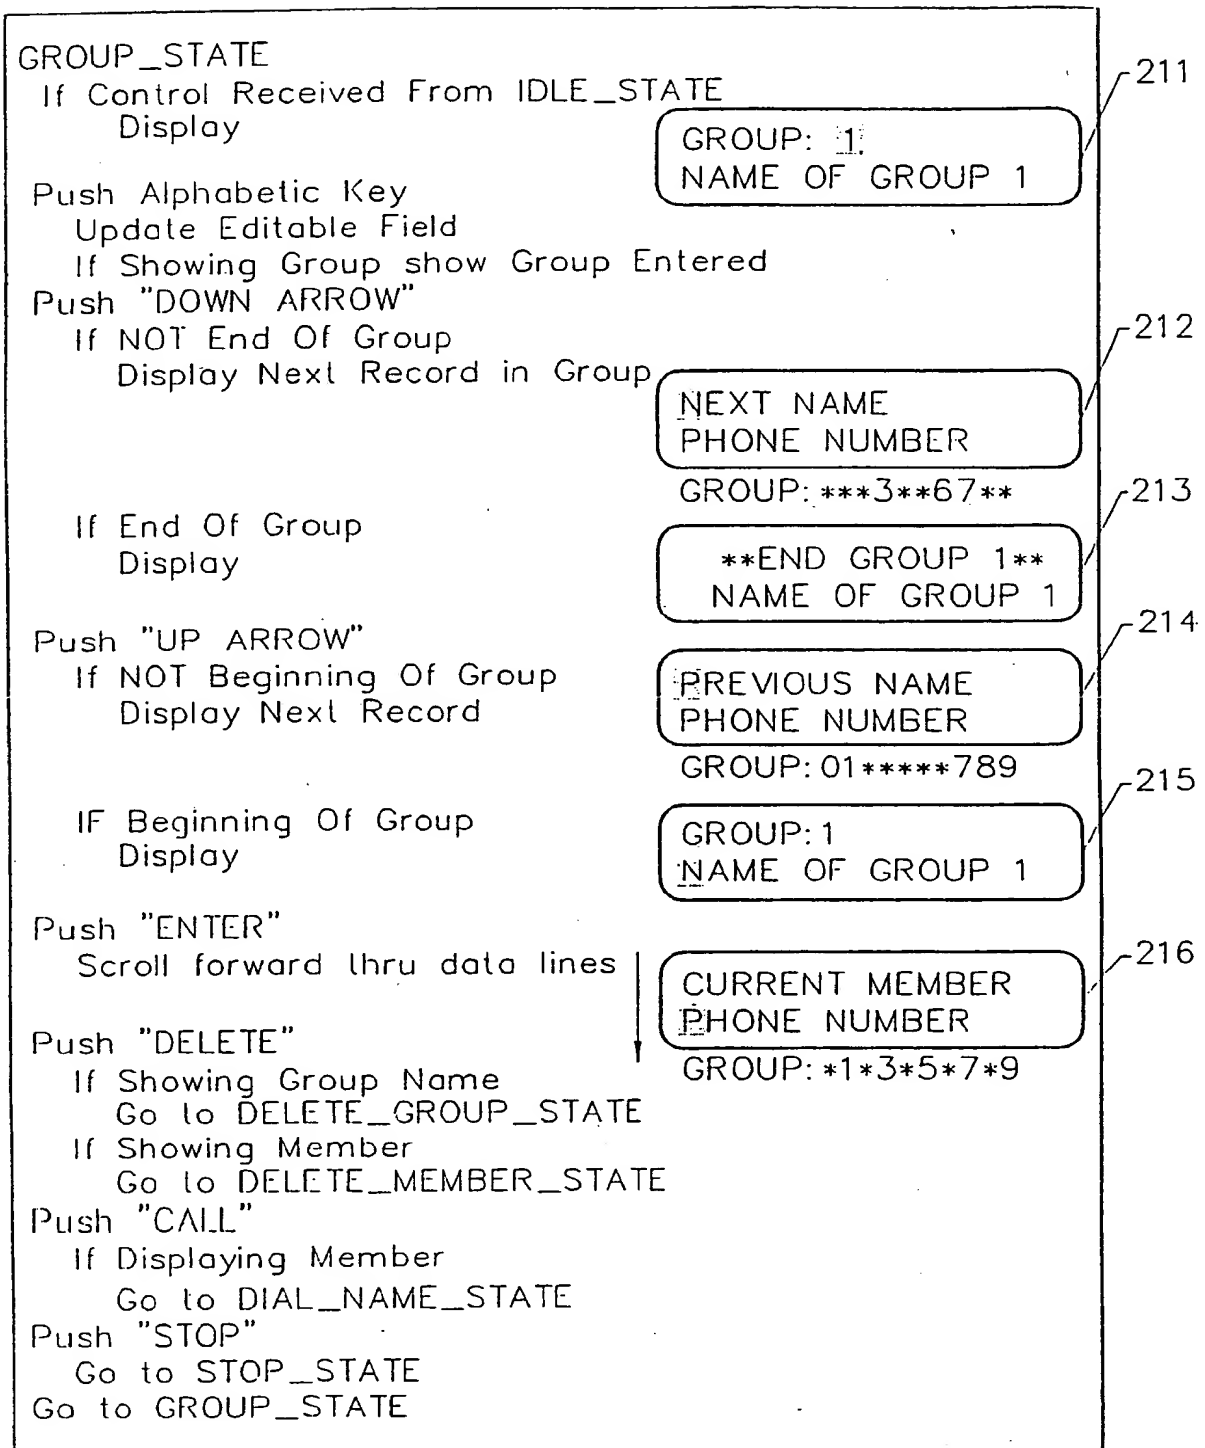 GROUP_STATE
If Control Received From IDLE_STATE
211
Display
GROUP: 1
NAME OF GROUP 1
Push Alphabetic Key
Update Editable Field
If Showing Group show Group Entered
Push "DOWN ARROW"
If NOT End Of Group
212
Display Next Record in Group
NEXT NAME
PHONE NUMBER
GROUP: ***3**67**
213
If End Of Group
Display
**END GROUP 1**
NAME OF GROUP 1
214
Push "UP ARROW"
If NOT Beginning Of Group
Display Next Record
PREVIOUS NAME
PHONE NUMBER
GROUP: 01*****789
215
IF Beginning Of Group
Display
GROUP: 1
NAME OF GROUP 1
Push "ENTER"
Scroll forward thru data lines
216
CURRENT MEMBER
PHONE NUMBER
GROUP: *1*3*5*7*9
Push "DELETE"
If Showing Group Name
Go to DELETE_GROUP_STATE
If Showing Member
Go to DELETE_MEMBER_STATE
Push "CALL"
If Displaying Member
Go to DIAL_NAME_STATE
Push "STOP"
Go to STOP_STATE
Go to GROUP_STATE